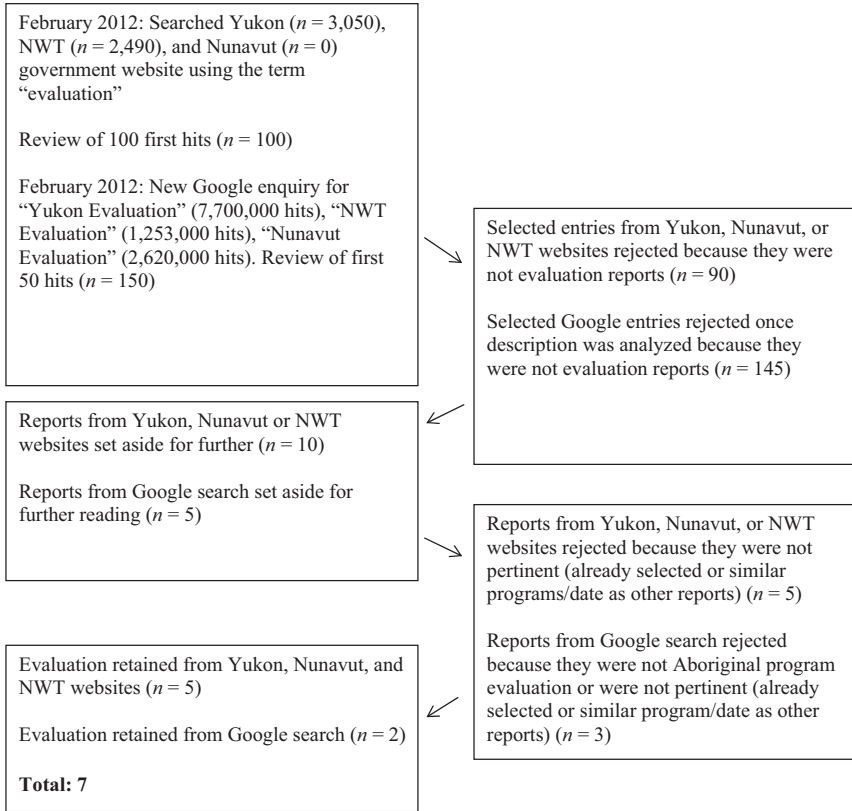 February 2012: Searched Yukon (n = 3,050),
NWT (n = 2,490), and Nunavut (n = 0)
government website using the term
“evaluation”
Review of 100 first hits (n = 100)
February 2012: New Google enquiry for
“Yukon Evaluation” (7,700,000 hits), “NWT
Evaluation” (1,253,000 hits), “Nunavut
Evaluation” (2,620,000 hits). Review of first
50 hits (n = 150)
Selected entries from Yukon, Nunavut, or
NWT websites rejected because they were
not evaluation reports (n = 90)
Selected Google entries rejected once
description was analyzed because they
were not evaluation reports (n = 145)
Reports from Yukon, Nunavut or NWT
websites set aside for further (n = 10)
Reports from Google search set aside for
further reading (n = 5)
Reports from Yukon, Nunavut, or NWT
websites rejected because they were not
pertinent (already selected or similar
programs/date as other reports) (n = 5)
Reports from Google search rejected
because they were not Aboriginal program
evaluation or were not pertinent (already
selected or similar program/date as other
reports) (n = 3)
Evaluation retained from Yukon, Nunavut, and
NWT websites (n = 5)
Evaluation retained from Google search (n = 2)
Total: 7